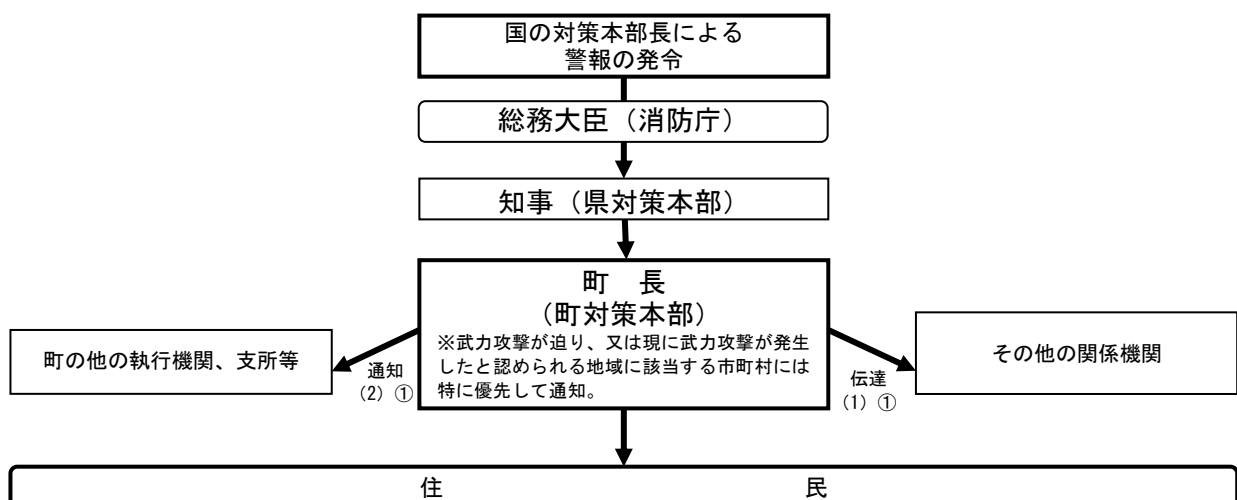 国の対策本部長による
警報の発令
総務大臣（消防庁）
知事（県対策本部）
町　長
（町対策本部）
※武力攻撃が迫り、又は現に武力攻撃が発生
したと認められる地域に該当する市町村には
特に優先して通知。
町の他の執行機関、支所等
通知
(2) ①
その他の関係機関
伝達
(1) ①
住　民